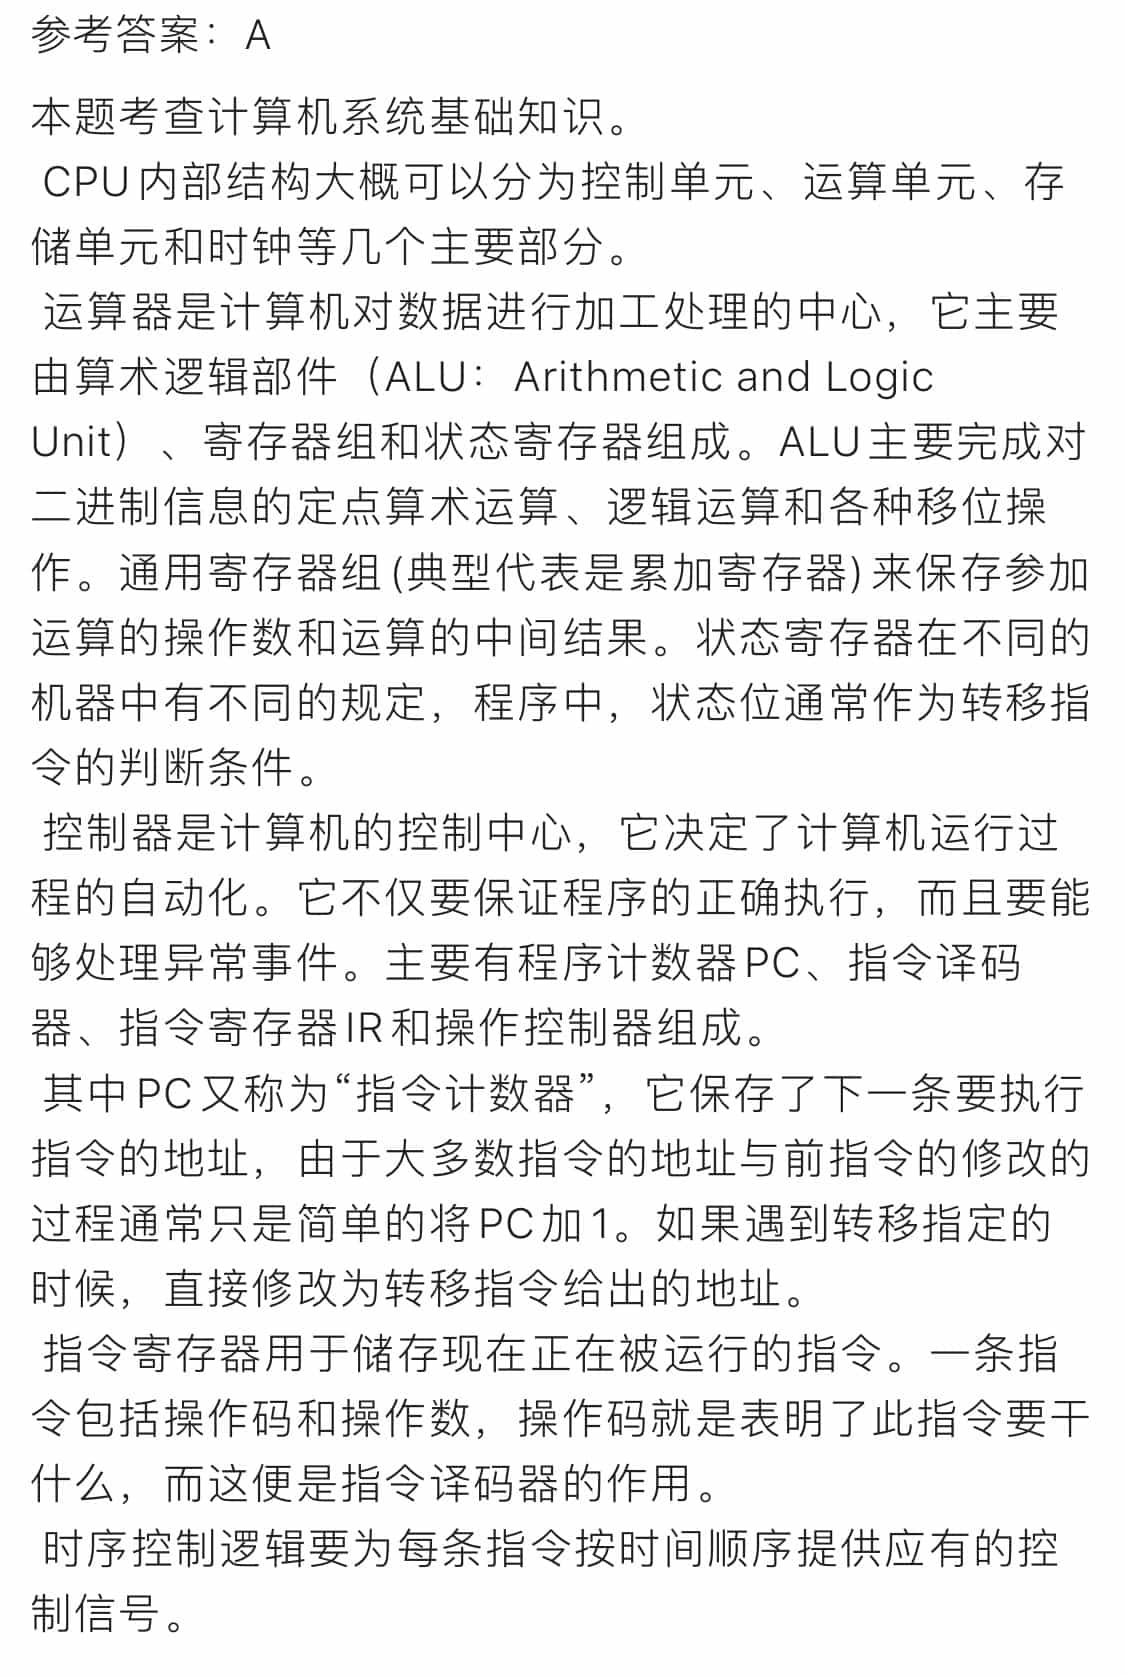 参考答案：A
本题考查计算机系统基础知识。
CPU内部结构大概可以分为控制单元、运算单元、存
储单元和时钟等几个主要部分。
运算器是计算机对数据进行加工处理的中心，它主要
由算术逻辑部件（ALU：Arithmetic and Logic
Unit）、寄存器组和状态寄存器组成。ALU主要完成对
二进制信息的定点算术运算、逻辑运算和各种移位操
作。通用寄存器组(典型代表是累加寄存器)来保存参加
运算的操作数和运算的中间结果。状态寄存器在不同的
机器中有不同的规定，程序中，状态位通常作为转移指
令的判断条件。
控制器是计算机的控制中心，它决定了计算机运行过
程的自动化。它不仅要保证程序的正确执行，而且要能
够处理异常事件。主要有程序计数器PC、指令译码
器、指令寄存器IR和操作控制器组成。
其中PC又称为“指令计数器”，它保存了下一条要执行
指令的地址，由于大多数指令的地址与前指令的修改的
过程通常只是简单的将PC加1。如果遇到转移指定的
时候，直接修改为转移指令给出的地址。
指令寄存器用于储存现在正在被运行的指令。一条指
令包括操作码和操作数，操作码就是表明了此指令要干
什么，而这便是指令译码器的作用。
时序控制逻辑要为每条指令按时间顺序提供应有的控
制信号。